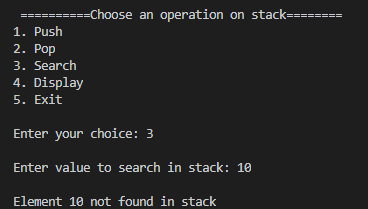 ==========Choose an operation on stack========
1. Push
2. Pop
3. Search
4. Display
5. Exit
Enter your choice: 3
Enter value to search in stack: 10
Element 10 not found in stack